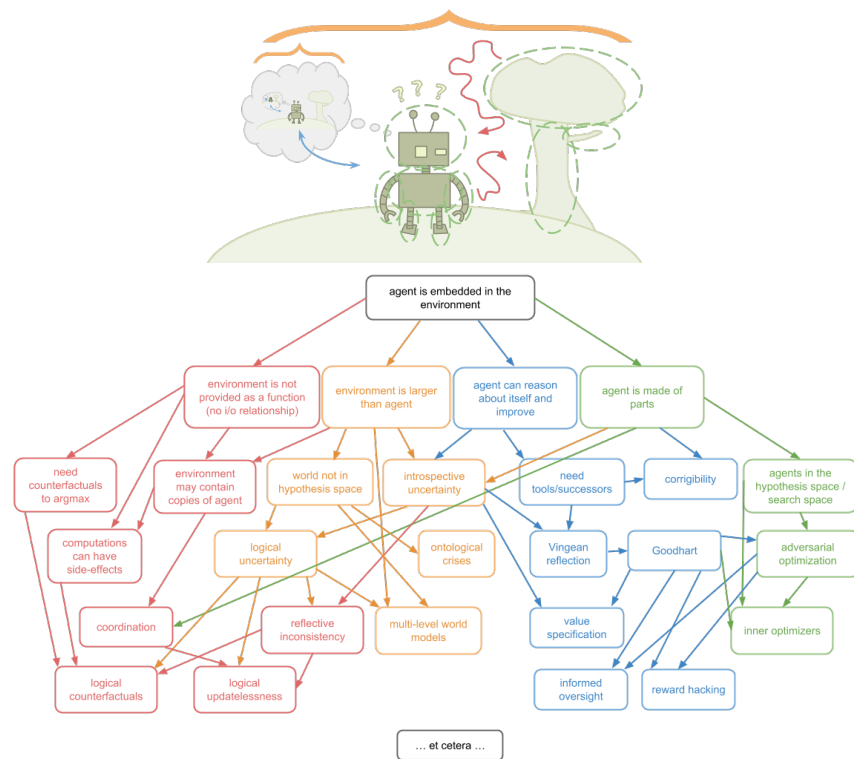 ? ? ?
agent is embedded in the
environment
environment is not
provided as a function
(no i/o relationship)
environment is larger
than agent
agent can reason
about itself and
improve
agent is made of
parts
need
counterfactuals
to argmax
environment
may contain
copies of agent
world not in
hypothesis space
introspective
uncertainty
need
tools/successors
corrigibility
agents in the
hypothesis space /
search space
computations
can have
side-effects
logical
uncertainty
ontological
crises
Vingean
reflection
Goodhart
adversarial
optimization
coordination
reflective
inconsistency
multi-level world
models
value
specification
inner optimizers
logical
counterfactuals
logical
updatelessness
informed
oversight
reward hacking
... et cetera ...